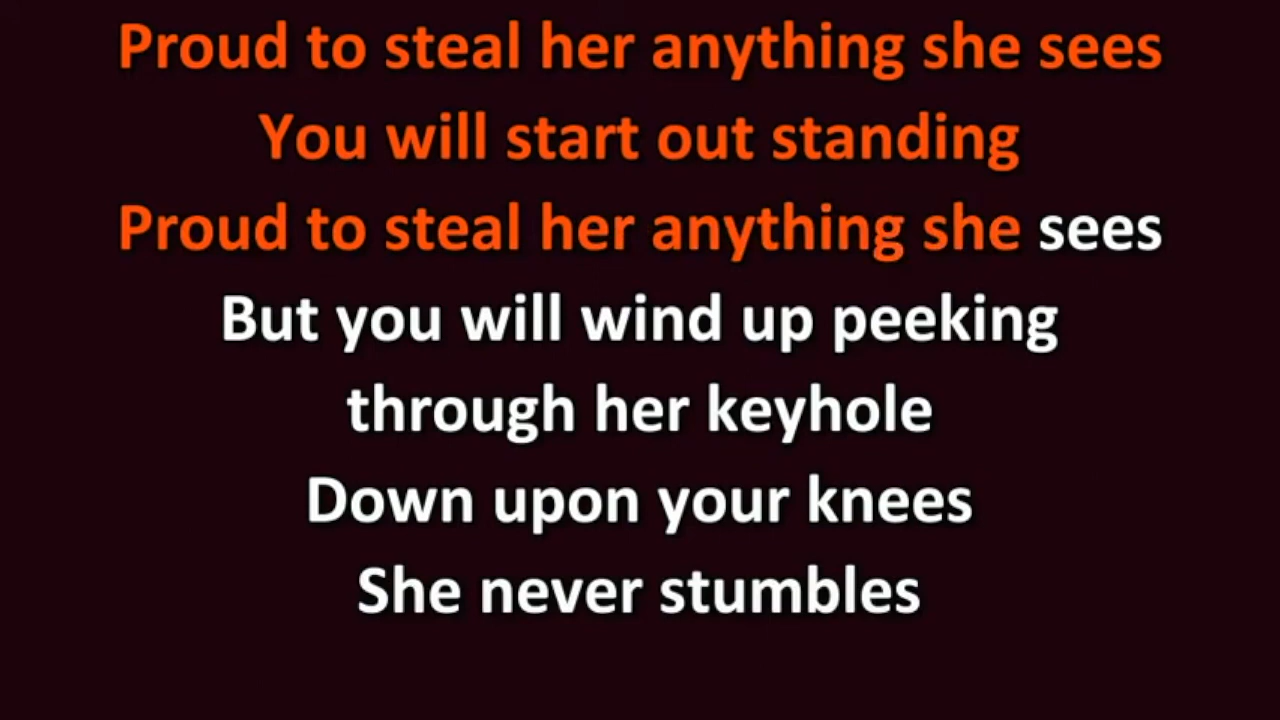 Proud to steal her anything she sees
You will start out standing
Proud to steal her anything she sees
But you will wind up peeking
through her keyhole
Down upon your knees
She never stumbles